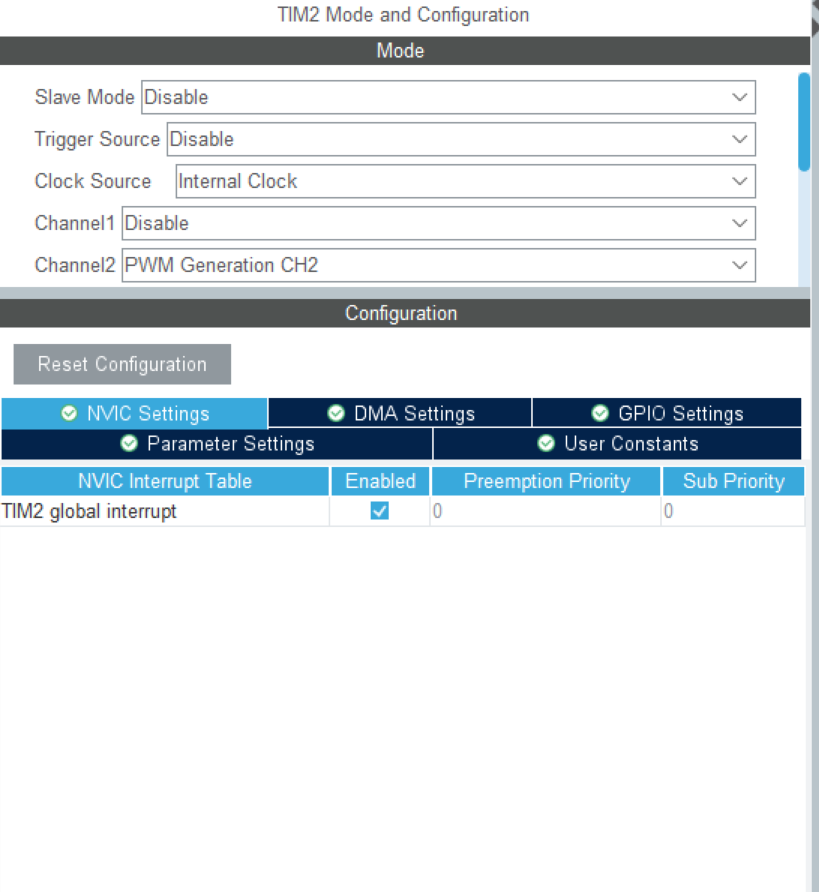 TIM2 Mode and Configuration
Mode
Slave Mode Disable
Trigger Source Disable
Clock Source Internal Clock
Channel1 Disable
Channel2 PWM Generation CH2
Configuration
Reset Configuration
NVIC Settings DMA Settings GPIO Settings
Parameter Settings User Constants
NVIC Interrupt Table Enabled Preemption Priority Sub Priority
TIM2 global interrupt 0 0